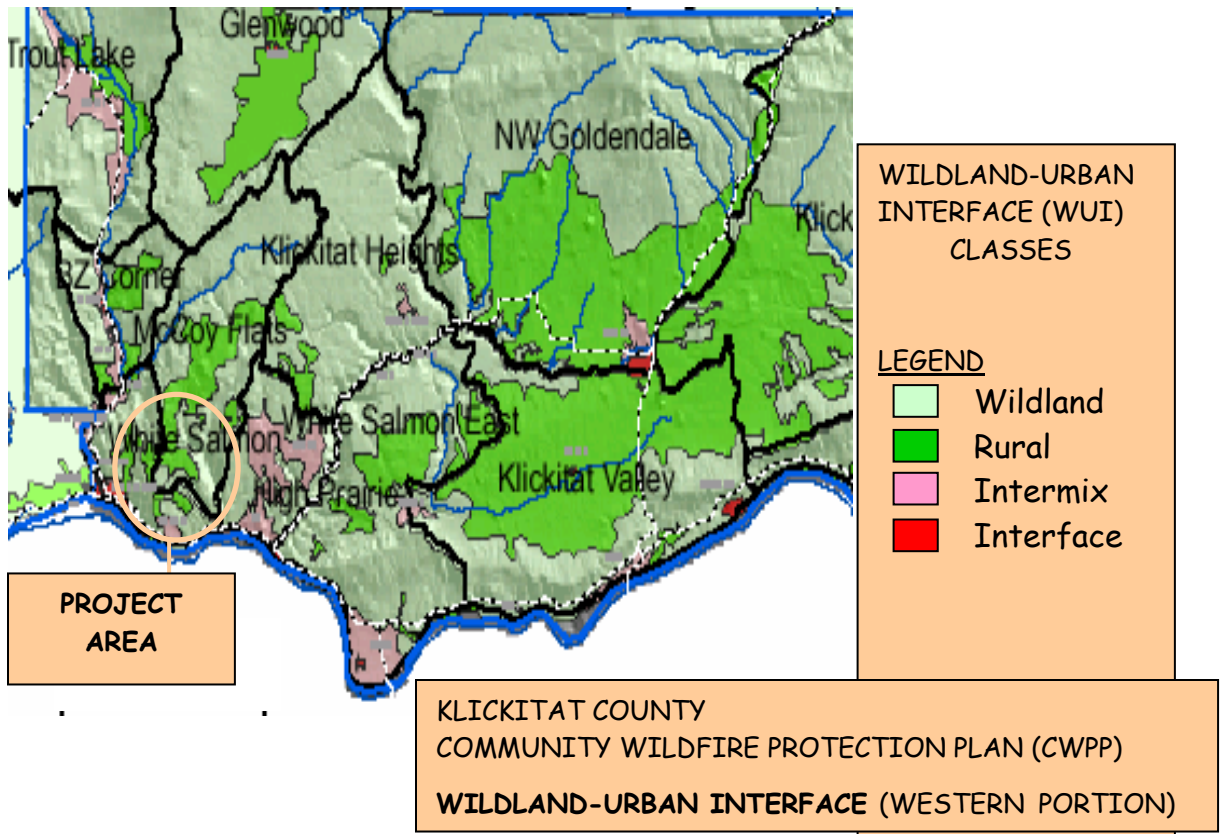 Glenwood
Trout Lake
NW Goldendale
Klick
Klickitat Heights
BZ Corner
McCoy Flats
White Salmon East
White Salmon
Klickitat Valley
High Prairie
PROJECT
AREA
WILDLAND-URBAN
INTERFACE (WUI)
CLASSES
LEGEND
Wildland
Rural
Intermix
Interface
KLICKITAT COUNTY
COMMUNITY WILDFIRE PROTECTION PLAN (CWPP)
WILDLAND-URBAN INTERFACE (WESTERN PORTION)